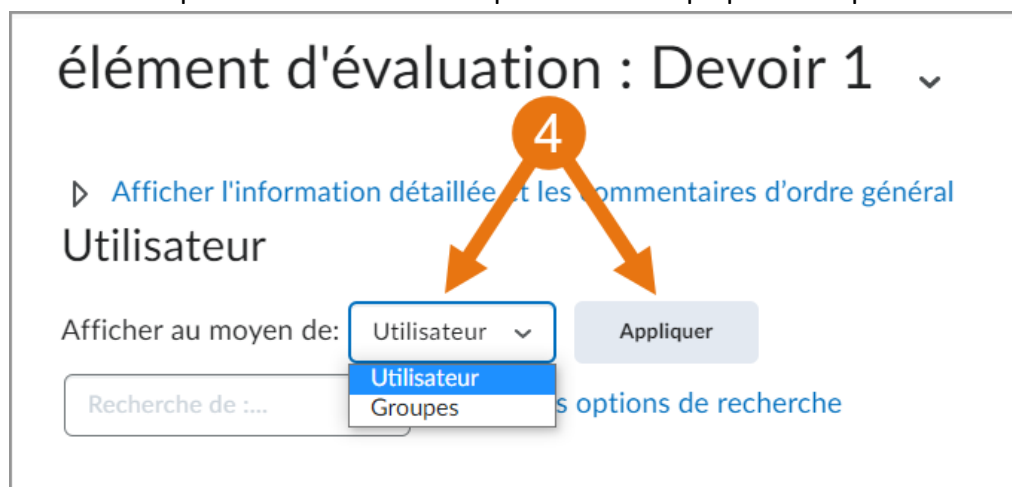 élément d'évaluation : Devoir 1
4
Afficher l'information détaillée et les commentaires d'ordre général
Utilisateur
Afficher au moyen de: Utilisateur Appliquer
Utilisateur
Groupes
Recherche de :... options de recherche